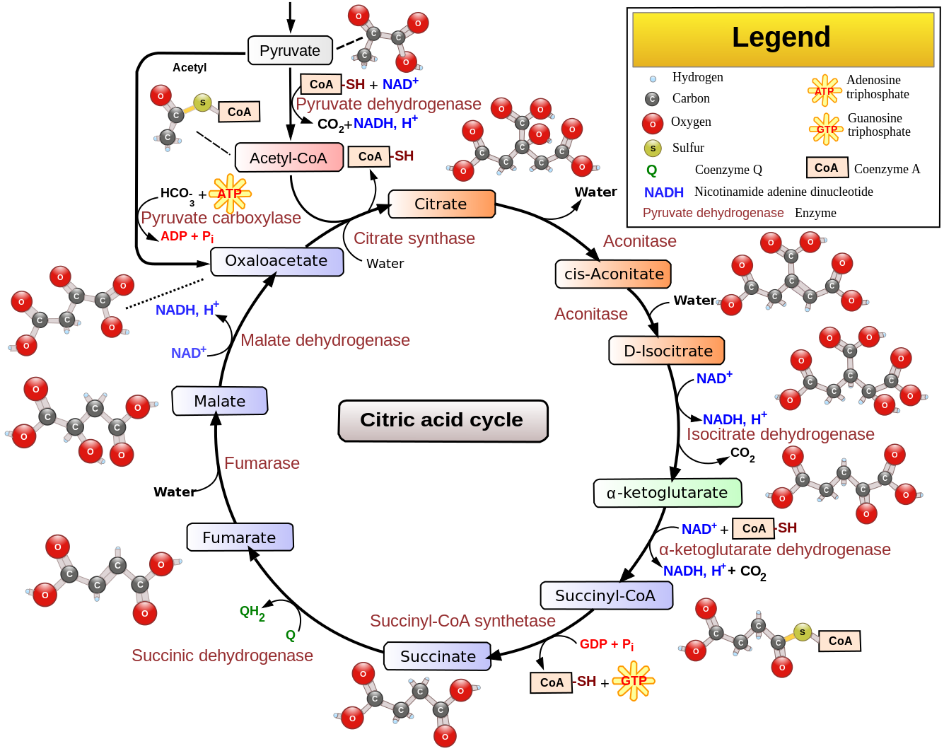 Pyruvate
Acetyl
CoA-SH + NAD+
Pyruvate dehydrogenase
CO2+NADH, H+
S
CoA
Acetyl-CoA
CoA-SH
HCO3- + ATP
Pyruvate carboxylase
ADP + Pi
Citrate
Water
Citrate synthase
Water
Oxaloacetate
Aconitase
cis-Aconitate
Water
Aconitase
D-Isocitrate
NAD+
NADH, H+
Isocitrate dehydrogenase
CO2
α-ketoglutarate
NAD+ + CoA-SH
α-ketoglutarate dehydrogenase
NADH, H+ + CO2
Succinyl-CoA
S
CoA
Succinyl-CoA synthetase
GDP + Pi
CoA-SH + GTP
Succinate
QH2
Q
Succinic dehydrogenase
Fumarate
Water
Fumarase
Malate
NADH, H+
NAD+
Malate dehydrogenase
Citric acid cycle
Legend
Hydrogen
C Carbon
O Oxygen
S Sulfur
Q Coenzyme Q
NADH Nicotinamide adenine dinucleotide
Pyruvate dehydrogenase Enzyme
ATP Adenosine
triphosphate
GTP Guanosine
triphosphate
CoA Coenzyme A